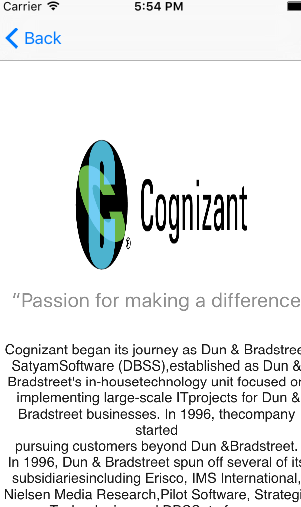 Carrier 5:54 PM
Back
Cognizant
“Passion for making a difference
Cognizant began its journey as Dun & Bradstree
SatyamSoftware (DBSS),established as Dun &
Bradstreet's in-housetechnology unit focused on
implementing large-scale ITprojects for Dun &
Bradstreet businesses. In 1996, thecompany
started
pursuing customers beyond Dun &Bradstreet.
In 1996, Dun & Bradstreet spun off several of its
subsidiariesincluding Erisco, IMS International,
Nielsen Media Research,Pilot Software, Strategi